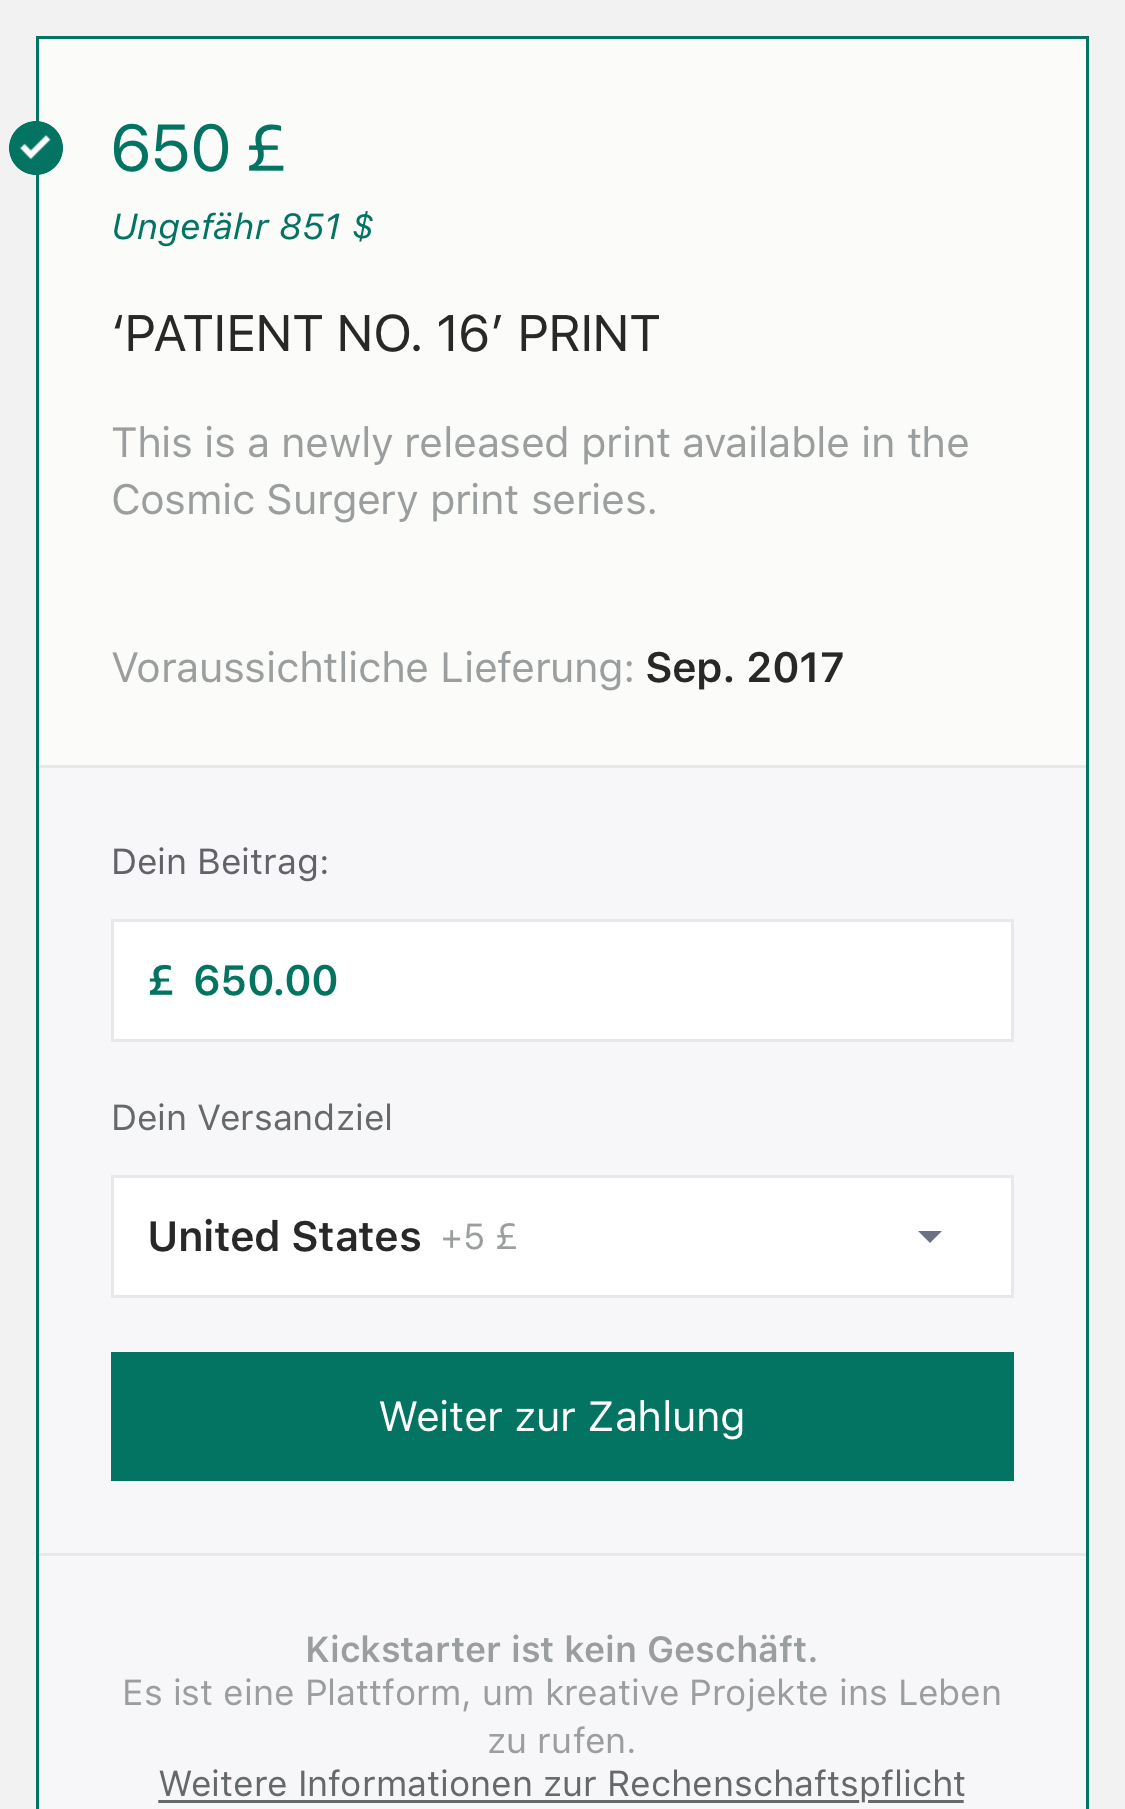 650 £
Ungefähr 851 $
‘PATIENT NO. 16’ PRINT
This is a newly released print available in the
Cosmic Surgery print series.
Voraussichtliche Lieferung: Sep. 2017
Dein Beitrag:
£ 650.00
Dein Versandziel
United States +5 £
Weiter zur Zahlung
Kickstarter ist kein Geschäft.
Es ist eine Plattform, um kreative Projekte ins Leben
zu rufen.
Weitere Informationen zur Rechenschaftspflicht